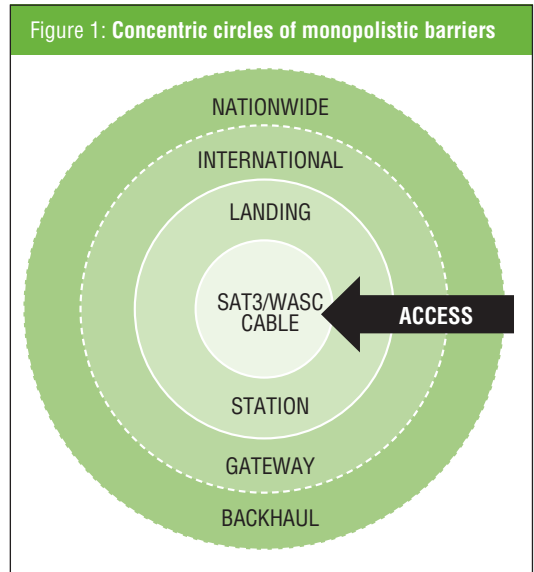 Figure 1: Concentric circles of monopolistic barriers
NATIONWIDE
INTERNATIONAL
LANDING
SAT3/WASC
CABLE
ACCESS
STATION
GATEWAY
BACKHAUL